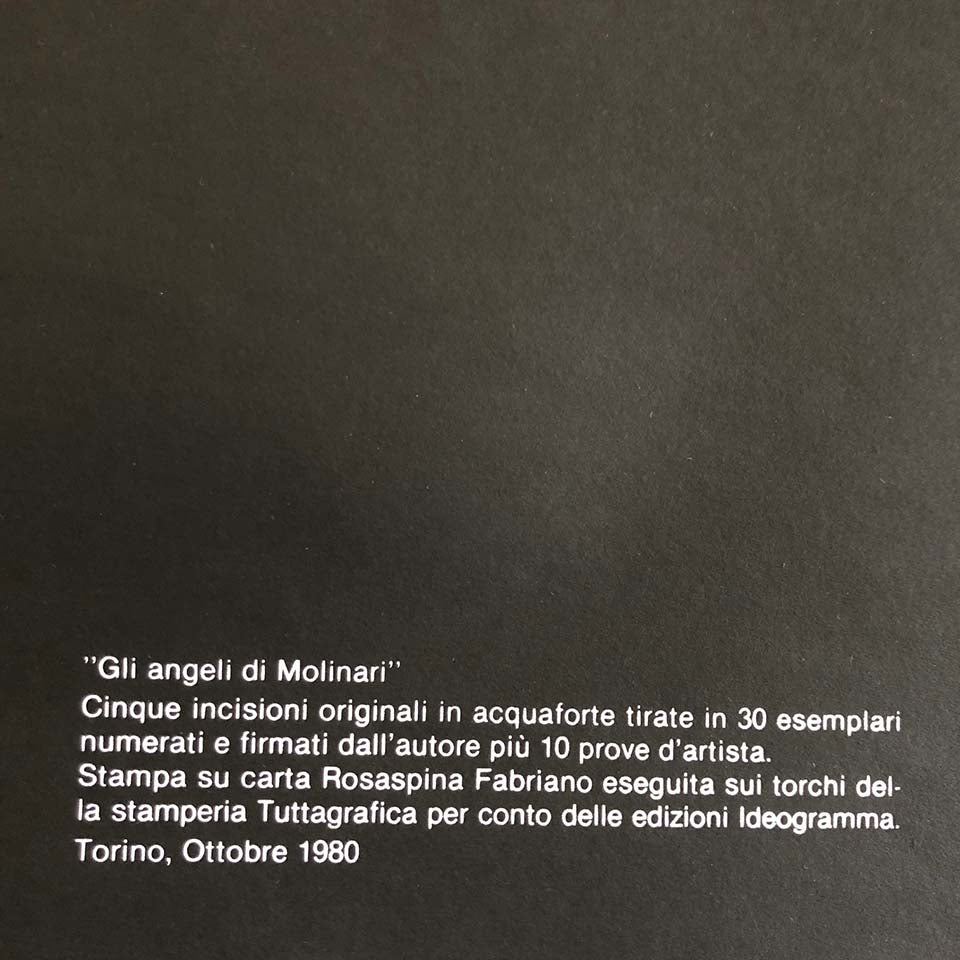 "Gli angeli di Molinari"
Cinque incisioni originali in acquaforte tirate in 30 esemplari
numerati e firmati dall'autore più 10 prove d'artista.
Stampa su carta Rosaspina Fabriano eseguita sui torchi del-
la stamperia Tuttagrafica per conto delle edizioni Ideogramma.
Torino, Ottobre 1980